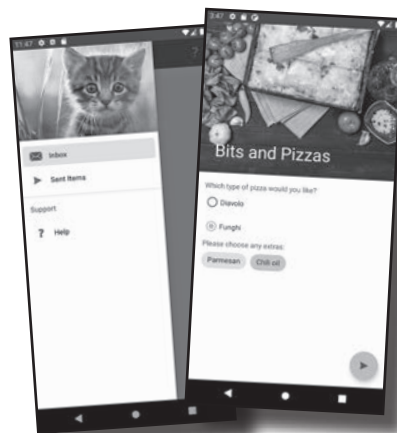 11:47
Inbox
Sent Items
Support
? Help
?
3:47
Bits and Pizzas
Which type of pizza would you like?
Diavolo
Funghi
Please choose any extras:
Parmesan
Chili oil